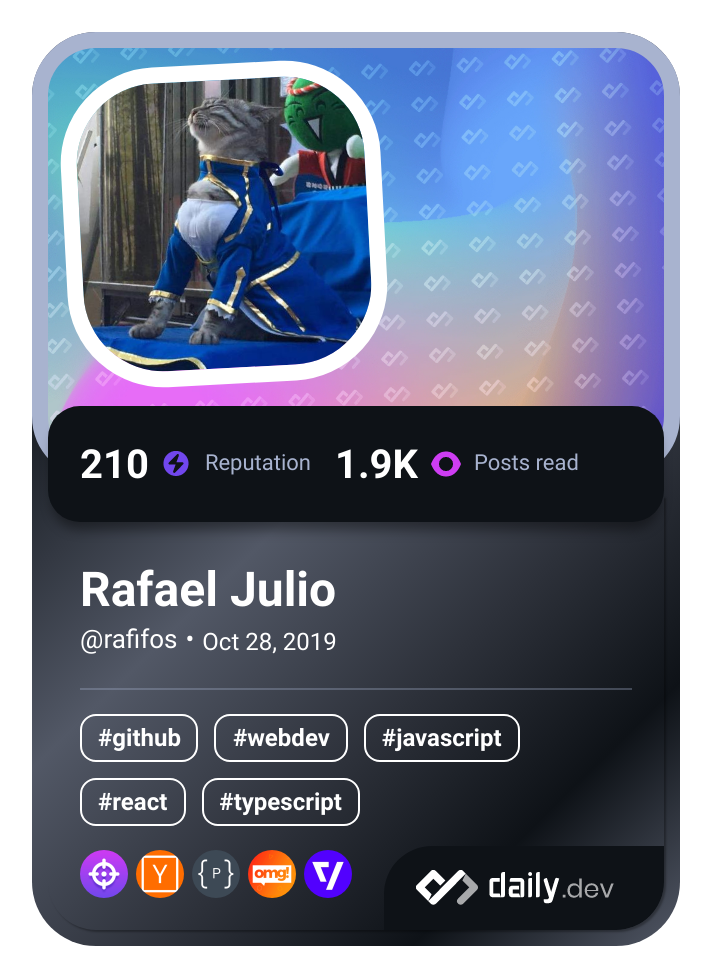 210 Reputation 1.9K Posts read
Rafael Julio
@rafifos • Oct 28, 2019
#github #webdev #javascript
#react #typescript
Y {P} omg!
daily.dev